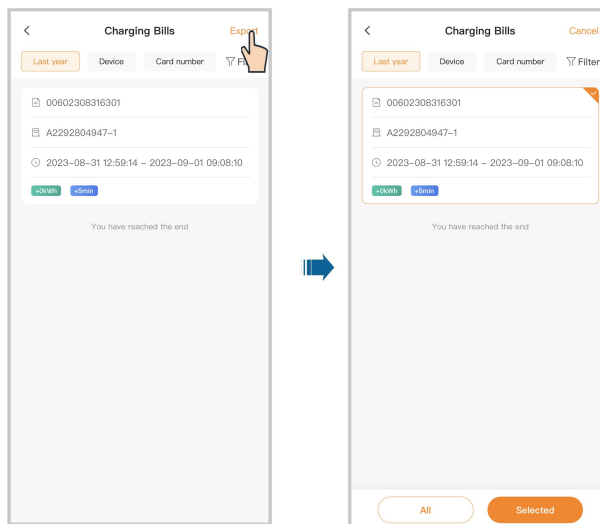 Charging Bills
Export
Last year
Device
Card number
00602308316301
A2292804947-1
2023-08-31 12:59:14 ~ 2023-09-01 09:08:10
+0kWh
+5min
You have reached the end
Charging Bills
Cancel
Last year
Device
Card number
Filter
00602308316301
A2292804947-1
2023-08-31 12:59:14 ~ 2023-09-01 09:08:10
+0kWh
+5min
You have reached the end
All
Selected